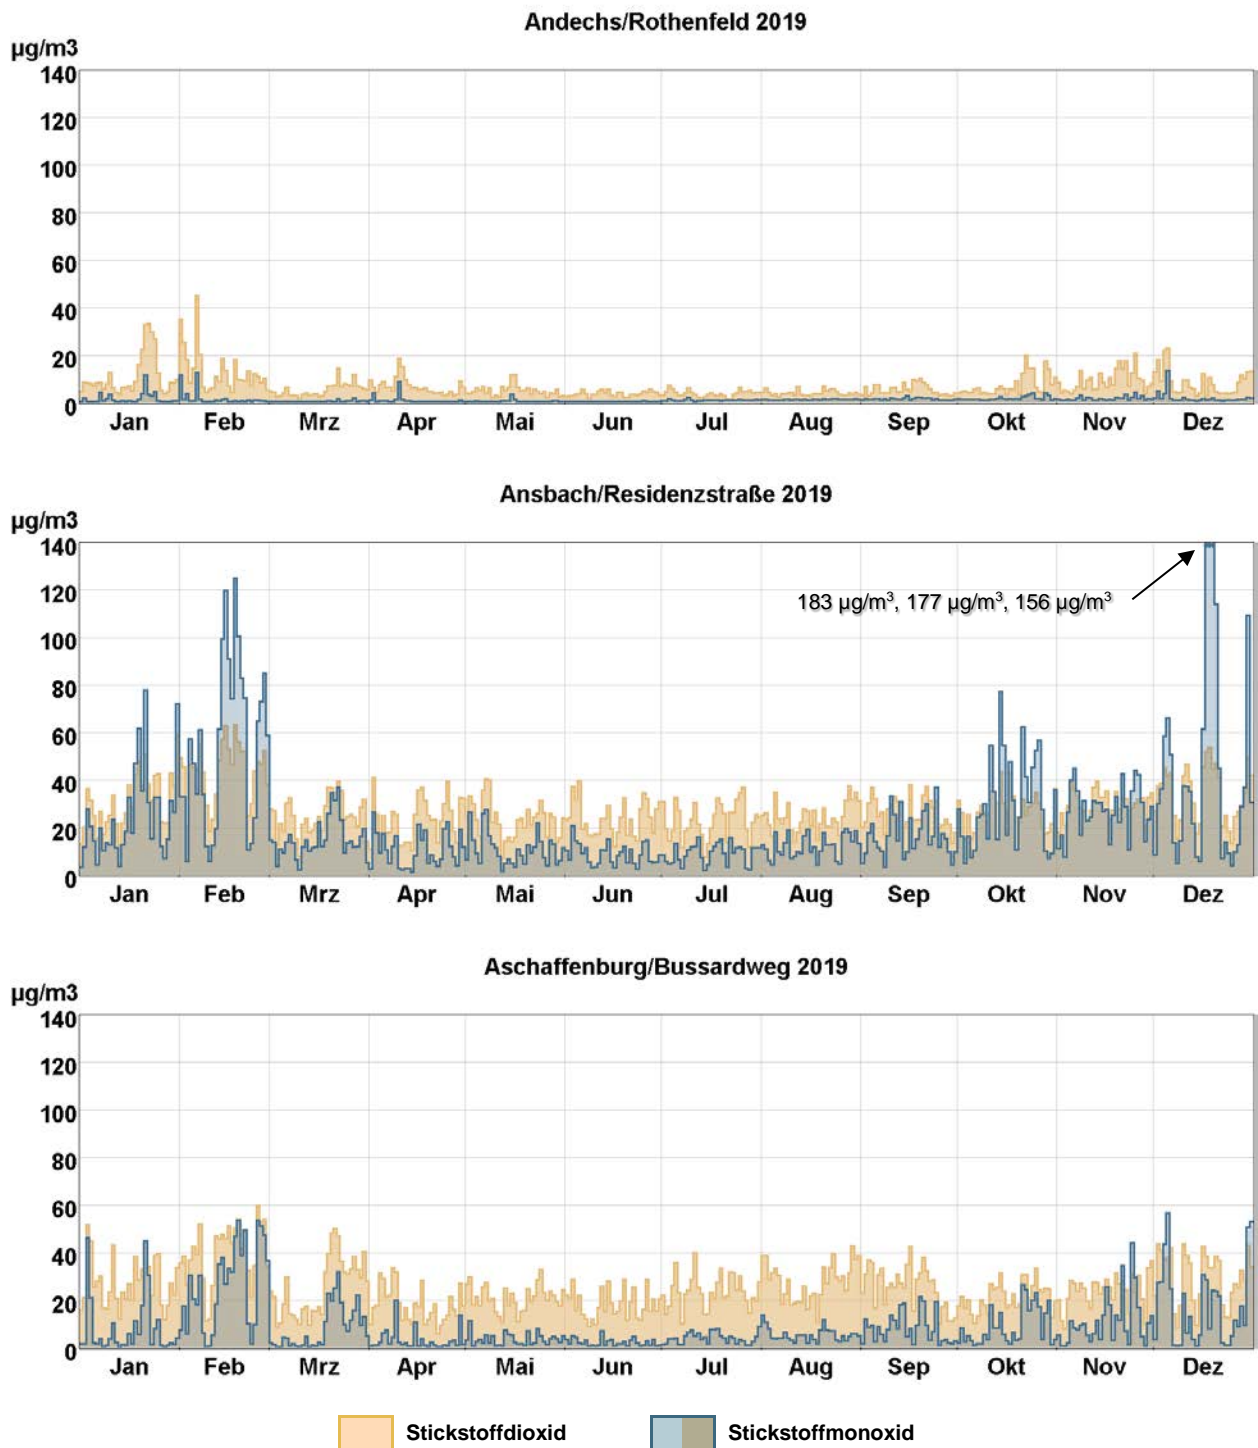 Andechs/Rothenfeld 2019
µg/m3
140
120
100
80
60
40
20
0
Jan Feb Mrz Apr Mai Jun Jul Aug Sep Okt Nov Dez
Ansbach/Residenzstraße 2019
µg/m3
140
120
100
80
60
40
20
0
183 µg/m³, 177 µg/m³, 156 µg/m³
Jan Feb Mrz Apr Mai Jun Jul Aug Sep Okt Nov Dez
Aschaffenburg/Bussardweg 2019
µg/m3
140
120
100
80
60
40
20
0
Jan Feb Mrz Apr Mai Jun Jul Aug Sep Okt Nov Dez
Stickstoffdioxid Stickstoffmonoxid